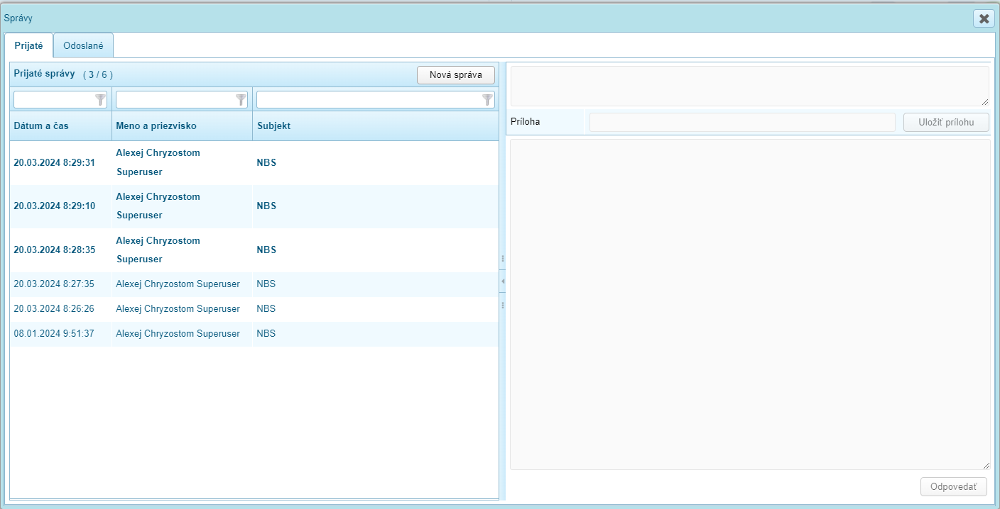 Správy
Prijaté
Odoslané
Prijaté správy ( 3 / 6 )
Nová správa
Dátum a čas
Meno a priezvisko
Subjekt
20.03.2024 8:29:31
Alexej Chryzostom
Superuser
NBS
20.03.2024 8:29:10
Alexej Chryzostom
Superuser
NBS
20.03.2024 8:28:35
Alexej Chryzostom
Superuser
NBS
20.03.2024 8:27:35
Alexej Chryzostom Superuser
NBS
20.03.2024 8:26:26
Alexej Chryzostom Superuser
NBS
08.01.2024 9:51:37
Alexej Chryzostom Superuser
NBS
Príloha
Uložiť prílohu
Odpovedať